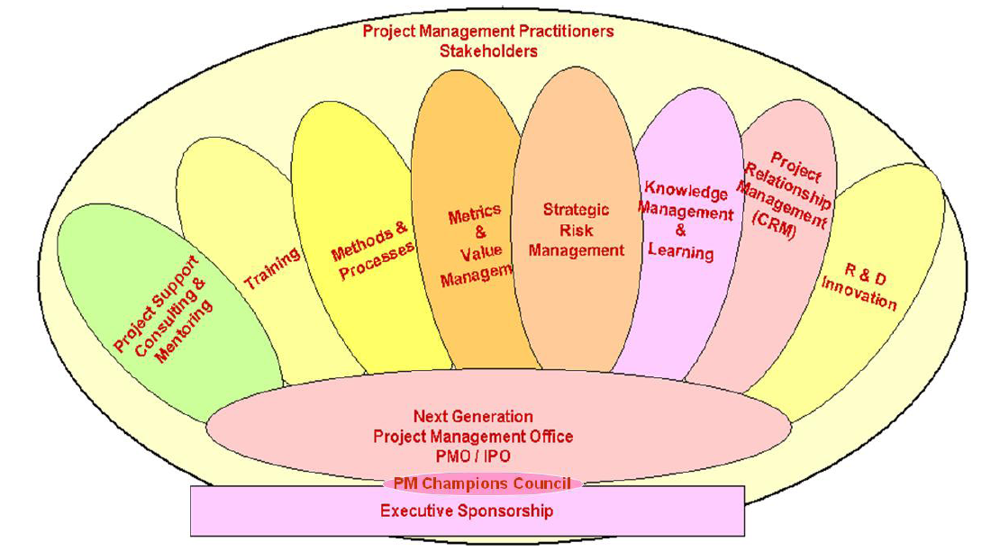 Project Management Practitioners
Stakeholders
Project Support
Consulting &
Mentoring
Training
Methods &
Processes
Metrics
&
Value
Managem
Strategic
Risk
Management
Knowledge
Management
&
Learning
Project
Relationship
Management
(CRM)
R & D
Innovation
Next Generation
Project Management Office
PMO / IPO
PM Champions Council
Executive Sponsorship